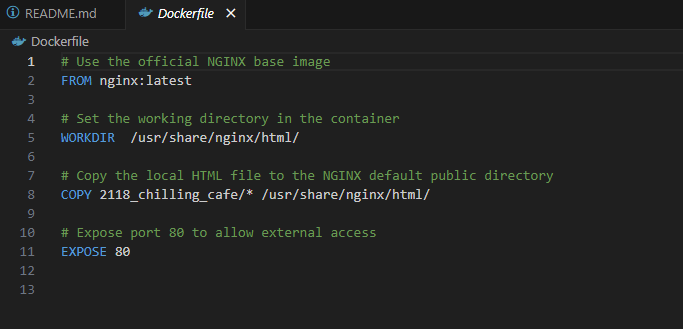 README.md Dockerfile
Dockerfile
1 # Use the official NGINX base image
2 FROM nginx:latest
3
4 # Set the working directory in the container
5 WORKDIR  /usr/share/nginx/html/
6
7 # Copy the local HTML file to the NGINX default public directory
8 COPY 2118_chilling_cafe/* /usr/share/nginx/html/
9
10 # Expose port 80 to allow external access
11 EXPOSE 80
12
13